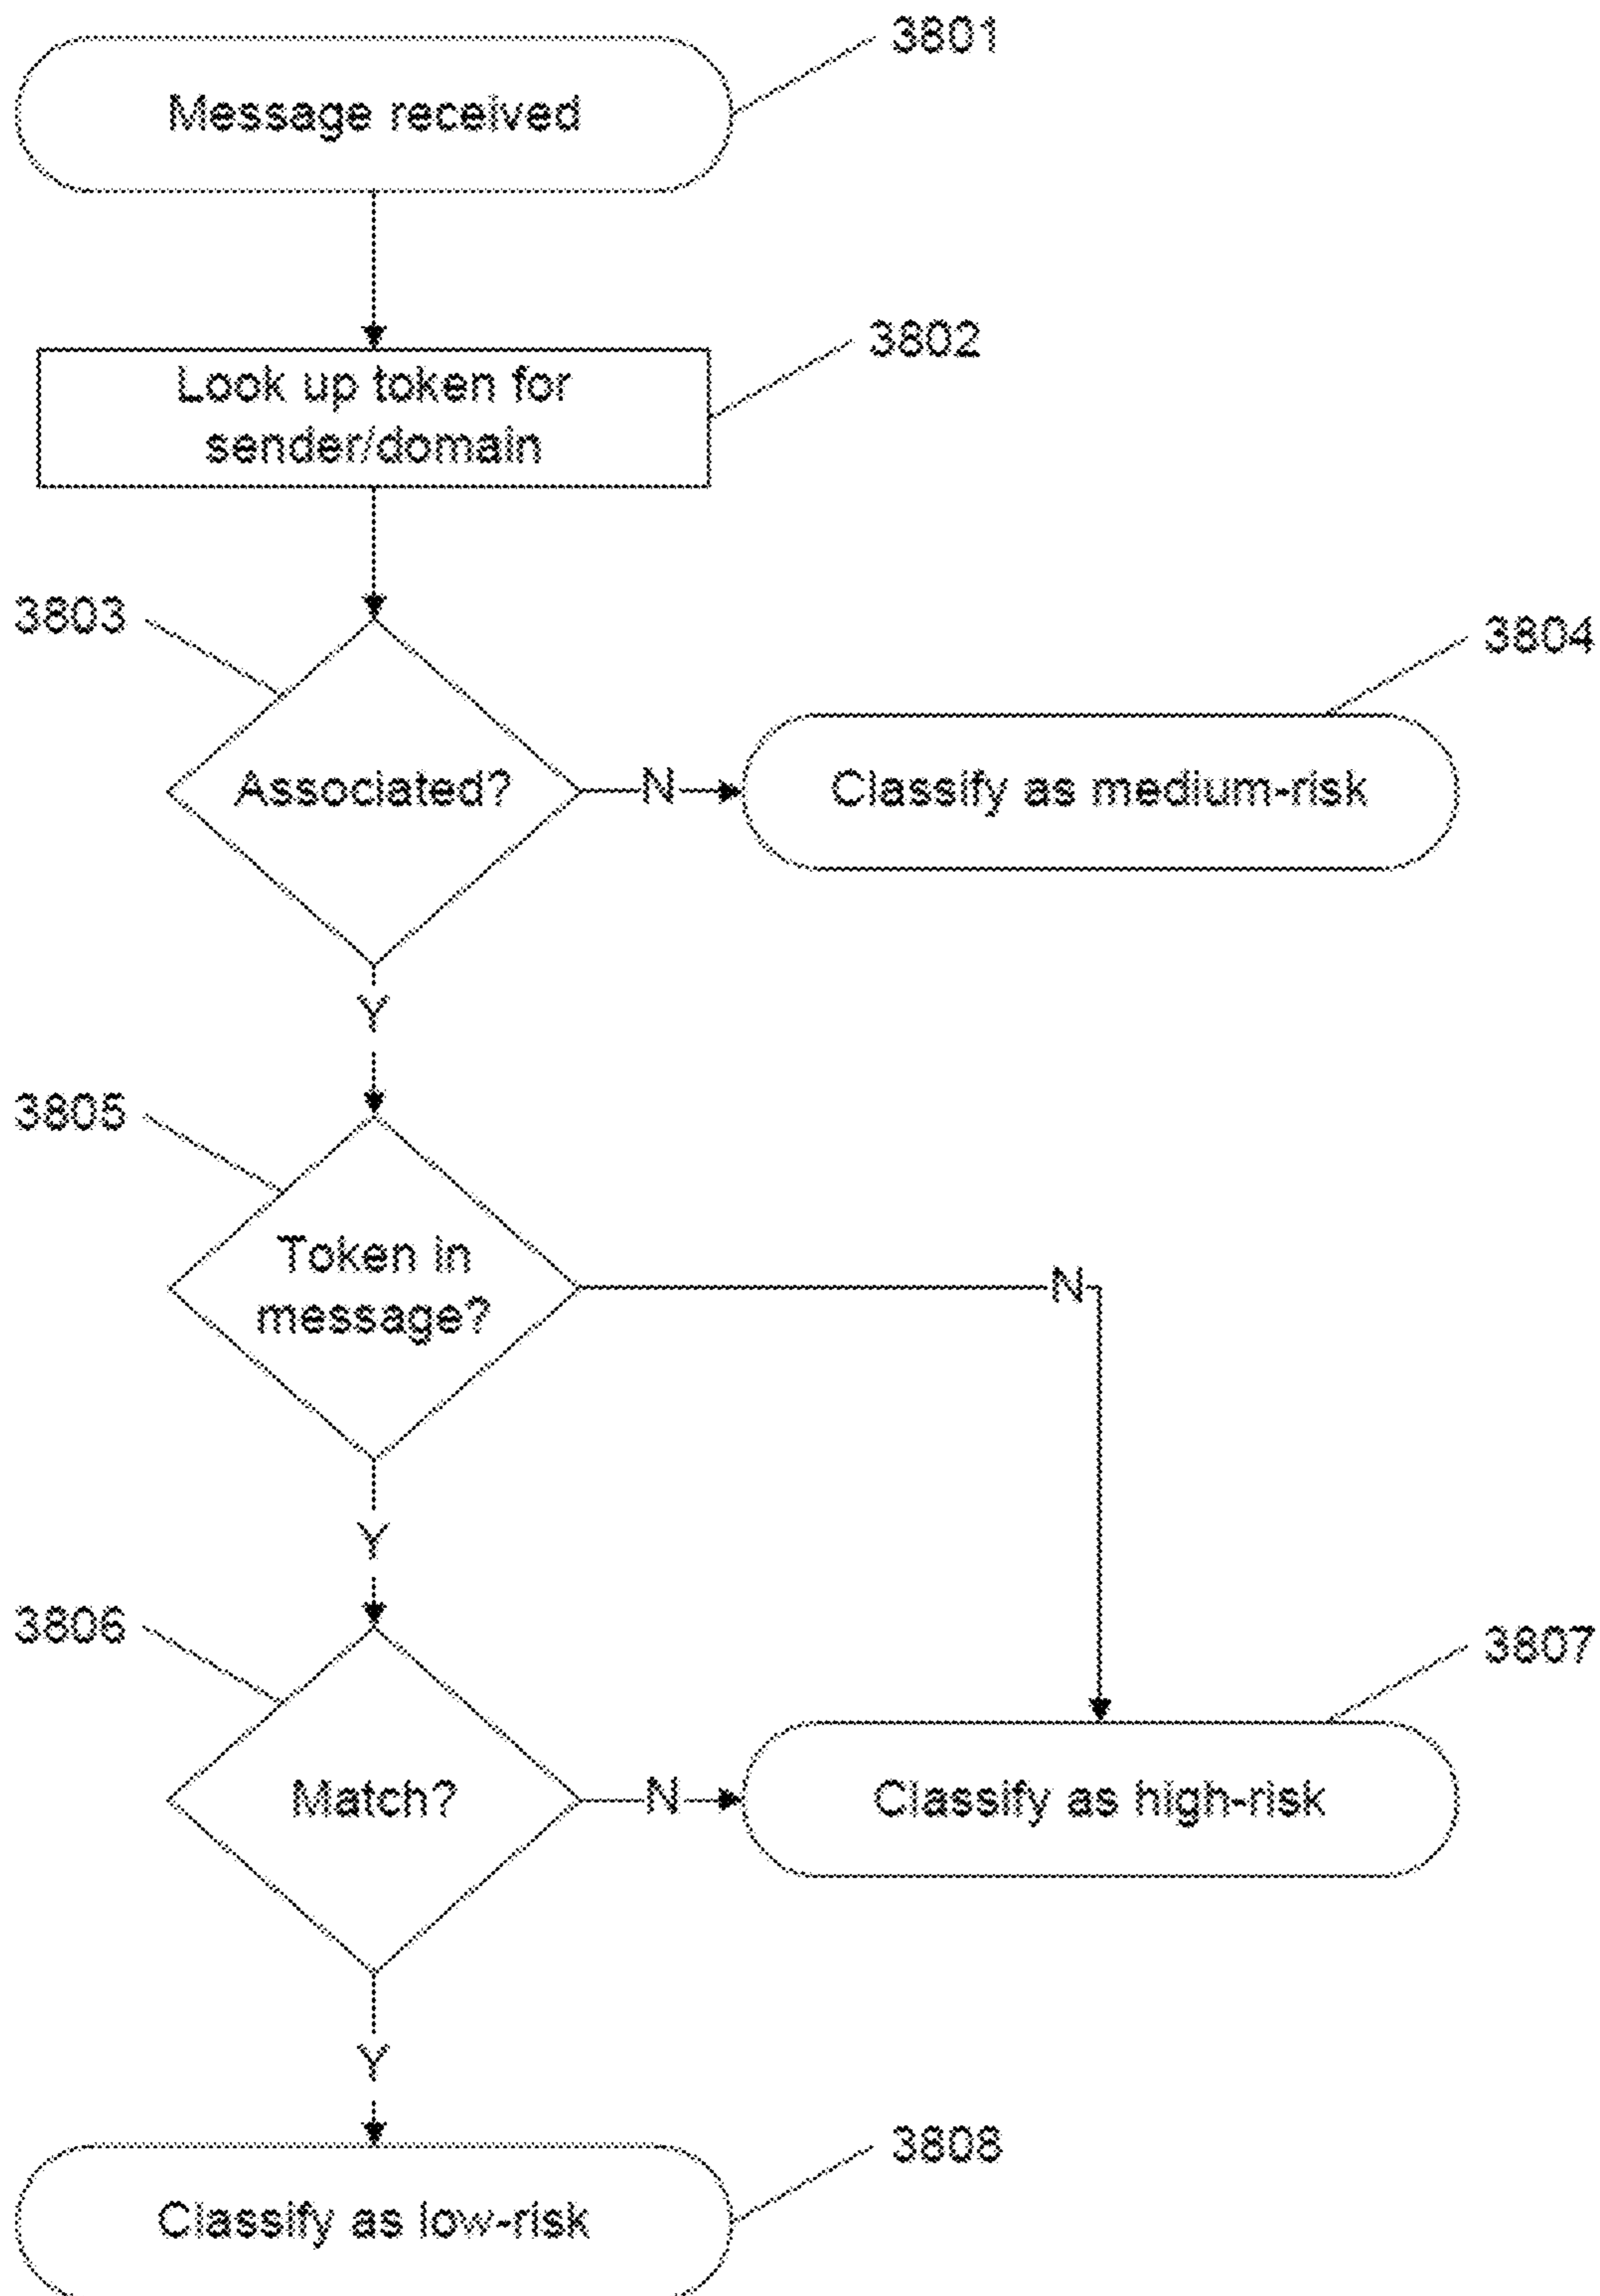 3801
Message received
3802
Look up token for
sender/domain
3803
3804
Associated?
N
Classify as medium-risk
Y
3805
Token in
message?
N
Y
3806
3807
Match?
N
Classify as high-risk
Y
3808
Classify as low-risk